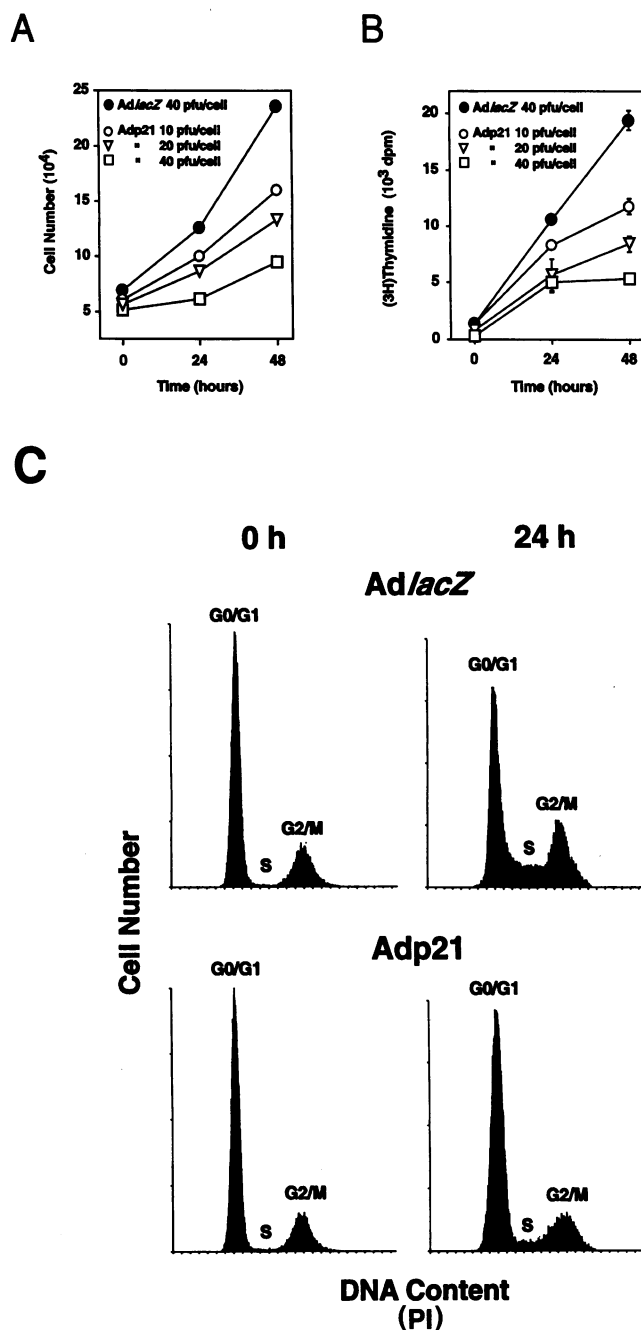 A
Cell Number (10⁴)
25
20
15
10
5
AdlacZ 40 pfu/cell
Adp21 10 pfu/cell
" 20 pfu/cell
" 40 pfu/cell
0 24 48
Time (hours)
B
(3H)Thymidine (10³ dpm)
20
15
10
5
0
AdlacZ 40 pfu/cell
Adp21 10 pfu/cell
" 20 pfu/cell
" 40 pfu/cell
0 24 48
Time (hours)
C
0 h 24 h
AdlacZ
G0/G1
S
G2/M
G0/G1
S
G2/M
Cell Number
Adp21
G0/G1
S
G2/M
G0/G1
S
G2/M
DNA Content
(PI)